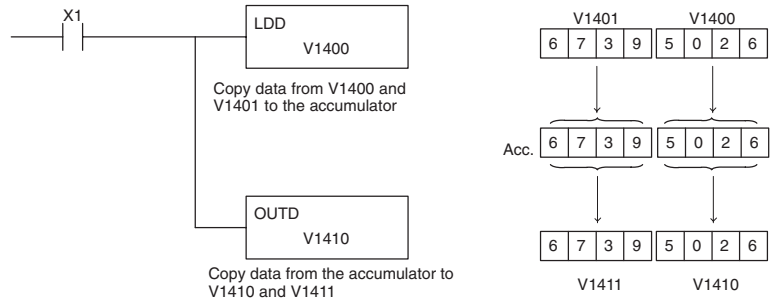 X1
LDD
V1400
Copy data from V1400 and
V1401 to the accumulator
OUTD
V1410
Copy data from the accumulator to
V1410 and V1411
V1401 V1400
6 7 3 9 5 0 2 6
Acc. 6 7 3 9 5 0 2 6
6 7 3 9 5 0 2 6
V1411 V1410